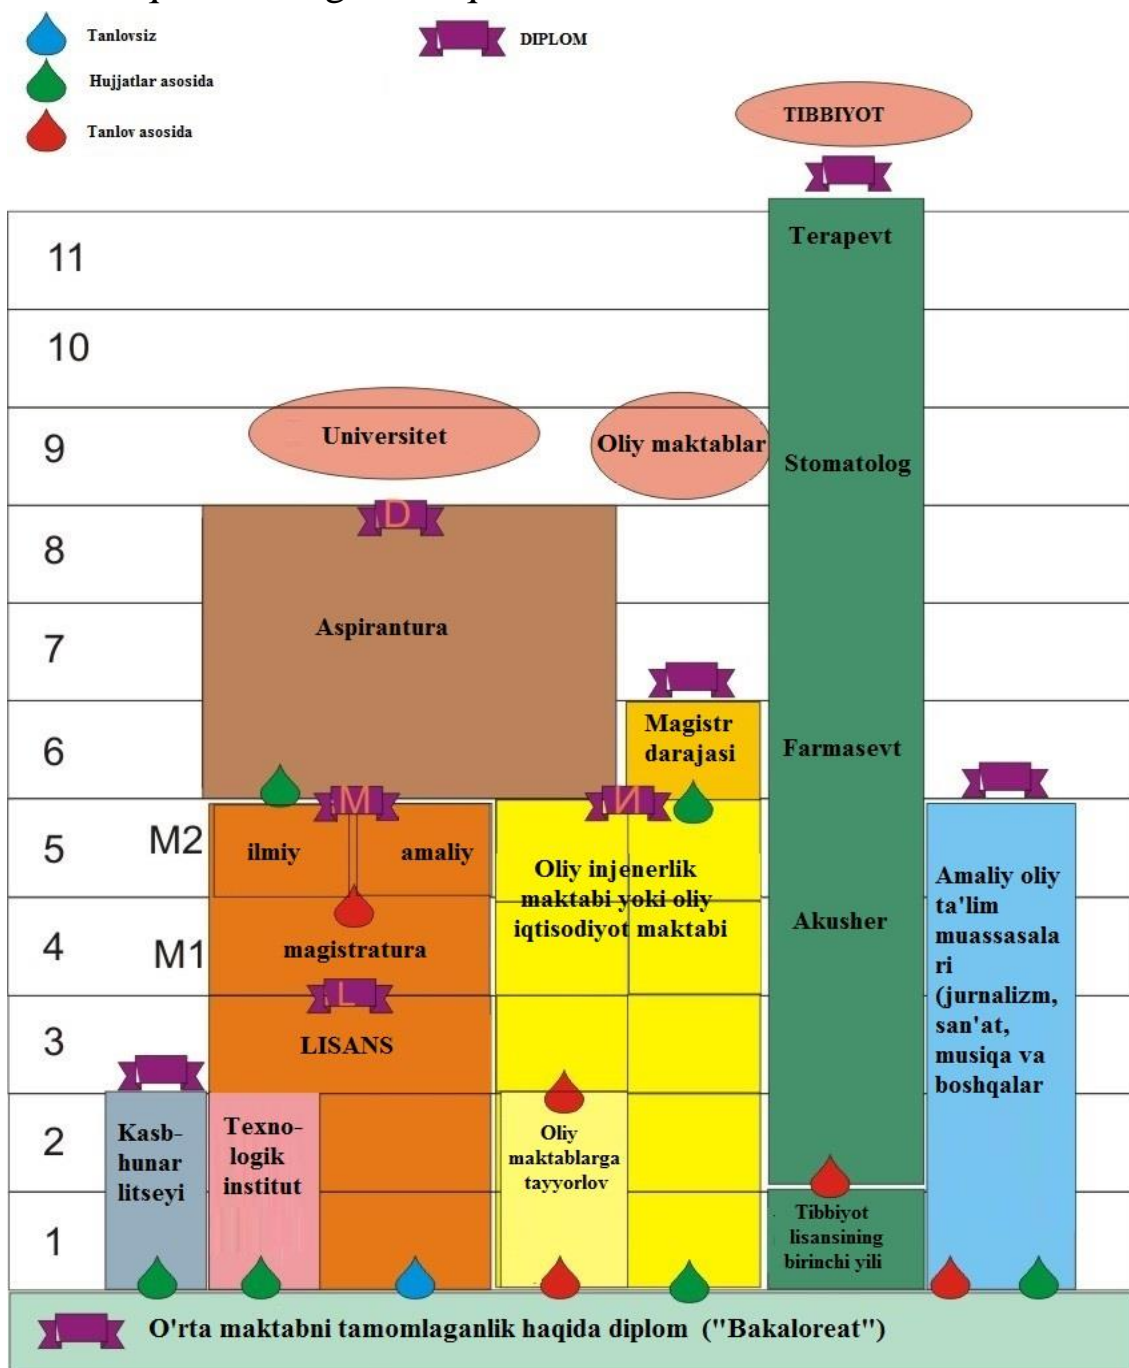 Tanlovsiz
DIPLOM
Hujjatlar asosida
Tanlov asosida
TIBBIYOT
11
Terapevt
10
9
Universitet
Oliy maktablar
Stomatolog
D
8
Aspirantura
7
6
Magistr
darajasi
Farmasevt
M
И
M2
5
ilmiy
amaliy
Oliy injenerlik
maktabi yoki oliy
iqtisodiyot maktabi
Amaliy oliy
ta'lim
muassasala
ri
(jurnalizm,
san'at,
musiqa va
boshqalar
Akusher
4
M1
magistratura
L
3
LISANS
2
Kasb-
hunar
litseyi
Texno-
logik
institut
Oliy
maktablarga
tayyorlov
1
Tibbiyot
lisansining
birinchi yili
O'rta maktabni tamomlaganlik haqida diplom ("Bakaloreat")